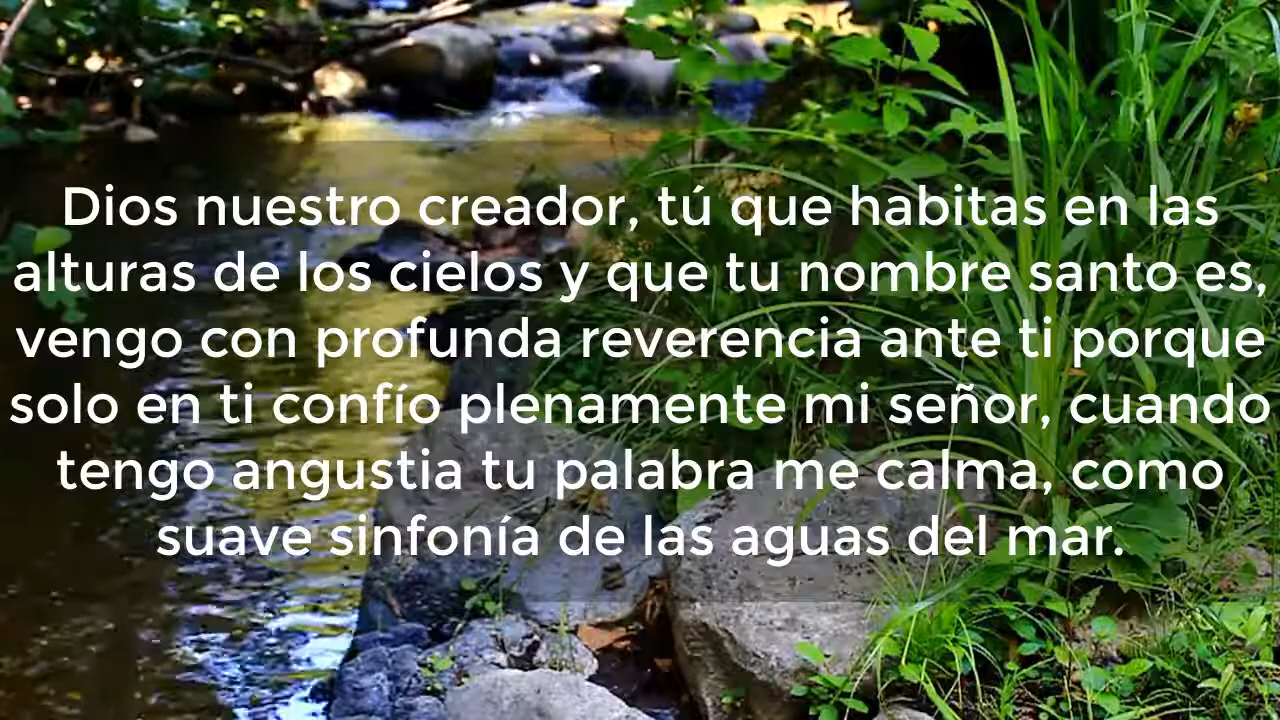 Dios nuestro creador, tú que habitas en las
alturas de los cielos y que tu nombre santo es,
vengo con profunda reverencia ante ti porque
solo en ti confío plenamente mi señor, cuando
tengo angustia tu palabra me calma, como
suave sinfonía de las aguas del mar.